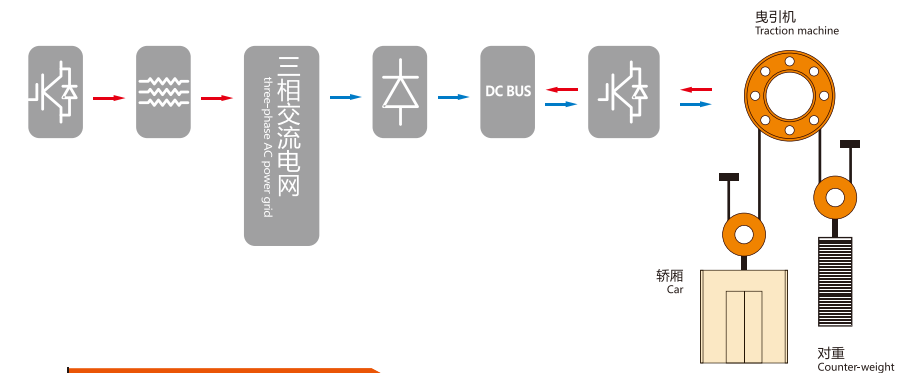 曳引机
Traction machine
三相交流电网
three-phase AC power grid
DC BUS
轿厢
Car
对重
Counter-weight